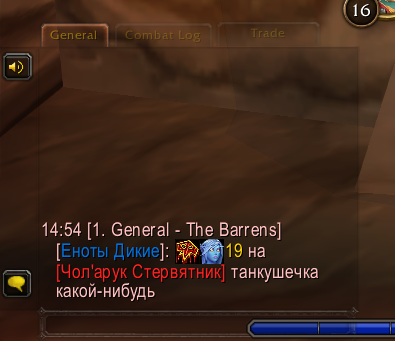 16
General Combat Log Trade
14:54 [1. General - The Barrens]
[Еноты Дикие]: 19 на
[Чол'арук Стервятник] танкушечка
какой-нибудь